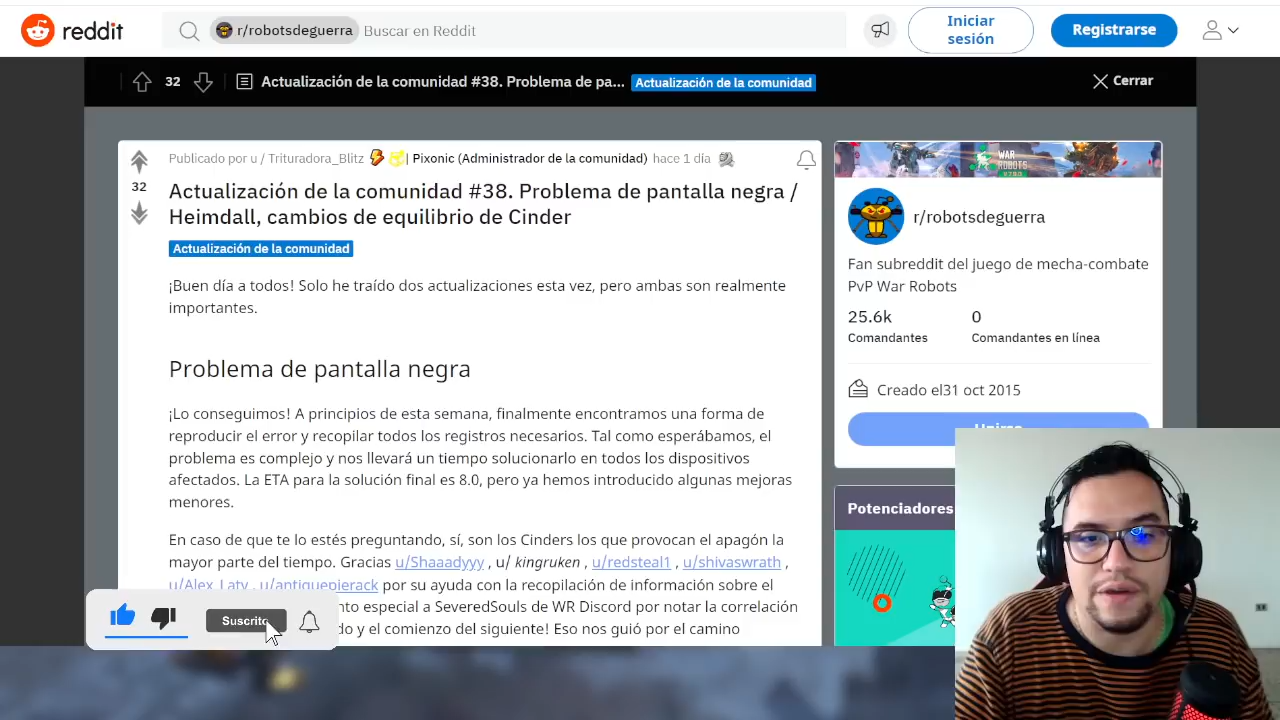 reddit
r/robotsdeguerra
Buscar en Reddit
Iniciar sesión
Registrarse
32
Actualización de la comunidad #38. Problema de pa...
Actualización de la comunidad
Cerrar
Publicado por u / Trituradora_Blitz | Pixonic (Administrador de la comunidad) hace 1 día
32
Actualización de la comunidad #38. Problema de pantalla negra /
Heimdall, cambios de equilibrio de Cinder
Actualización de la comunidad
¡Buen día a todos! Solo he traído dos actualizaciones esta vez, pero ambas son realmente
importantes.
Problema de pantalla negra
¡Lo conseguimos! A principios de esta semana, finalmente encontramos una forma de
reproducir el error y recopilar todos los registros necesarios. Tal como esperábamos, el
problema es complejo y nos llevará un tiempo solucionarlo en todos los dispositivos
afectados. La ETA para la solución final es 8.0, pero ya hemos introducido algunas mejoras
menores.
En caso de que te lo estés preguntando, sí, son los Cinders los que provocan el apagón la
mayor parte del tiempo. Gracias u/Shaaadyyy , u/ kingruken , u/redsteal1 , u/shivaswrath ,
u/Alex_Laty , u/antiquepierack por su ayuda con la recopilación de información sobre el
nto especial a SeveredSouls de WR Discord por notar la correlación
do y el comienzo del siguiente! Eso nos guió por el camino
Suscrito
WAR
ROBOTS
r/robotsdeguerra
Fan subreddit del juego de mecha-combate
PvP War Robots
25.6k
0
Comandantes
Comandantes en línea
Creado el31 oct 2015
Unirse
Potenciadores